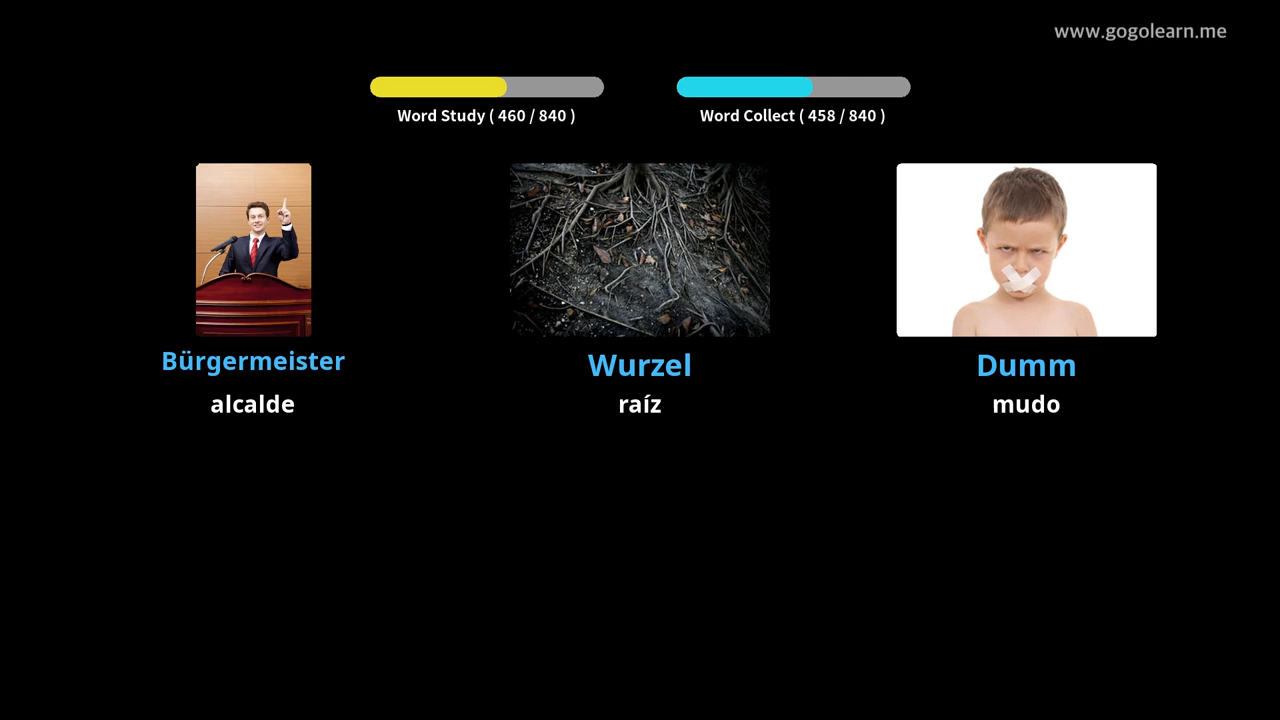 www.gogolearn.me
Word Study ( 460 / 840 )
Word Collect ( 458 / 840 )
Bürgermeister
alcalde
Wurzel
raíz
Dumm
mudo